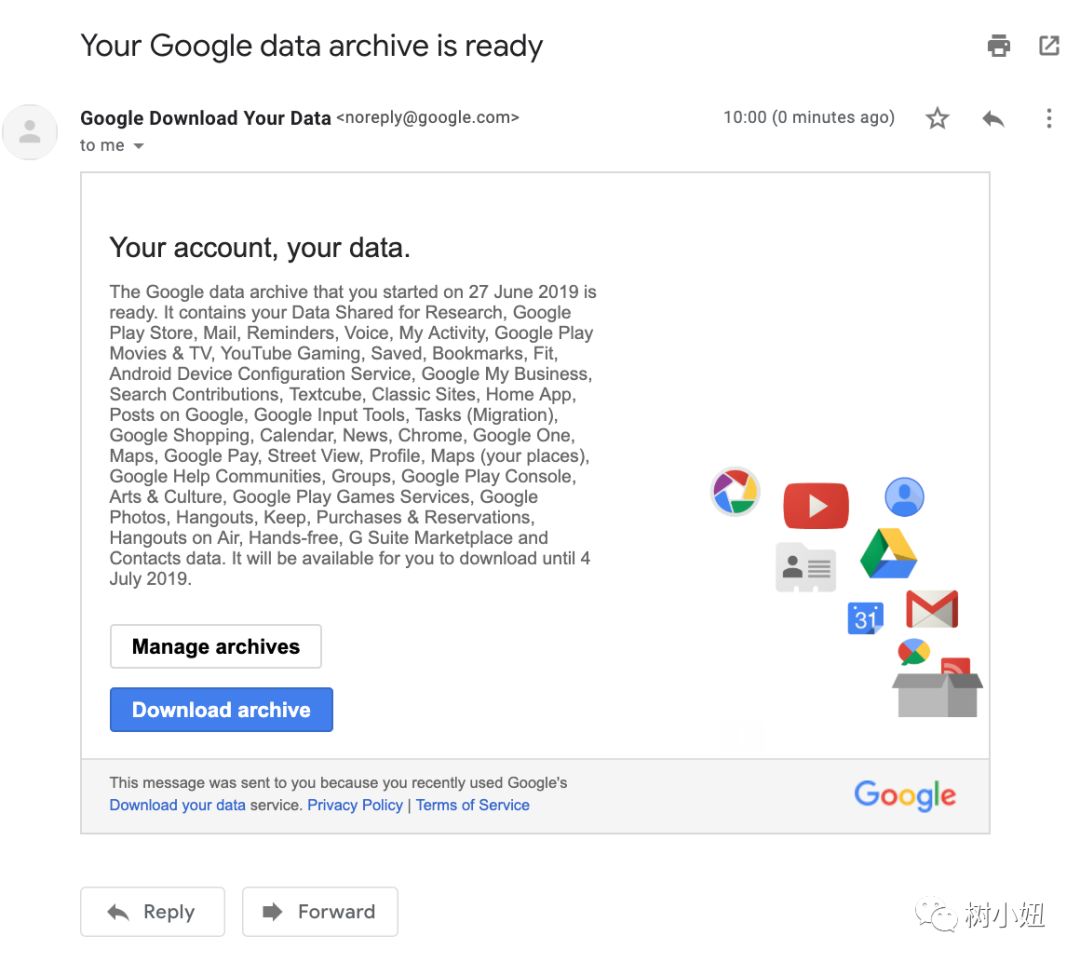 Your Google data archive is ready
Google Download Your Data <noreply@google.com>
10:00 (0 minutes ago)
to me
Your account, your data.
The Google data archive that you started on 27 June 2019 is
ready. It contains your Data Shared for Research, Google
Play Store, Mail, Reminders, Voice, My Activity, Google Play
Movies & TV, YouTube Gaming, Saved, Bookmarks, Fit,
Android Device Configuration Service, Google My Business,
Search Contributions, Textcube, Classic Sites, Home App,
Posts on Google, Google Input Tools, Tasks (Migration),
Google Shopping, Calendar, News, Chrome, Google One,
Maps, Google Pay, Street View, Profile, Maps (your places),
Google Help Communities, Groups, Google Play Console,
Arts & Culture, Google Play Games Services, Google
Photos, Hangouts, Keep, Purchases & Reservations,
Hangouts on Air, Hands-free, G Suite Marketplace and
Contacts data. It will be available for you to download until 4
July 2019.
31
Manage archives
Download archive
This message was sent to you because you recently used Google's
Download your data service. Privacy Policy | Terms of Service
Google
Reply
Forward
树小妞